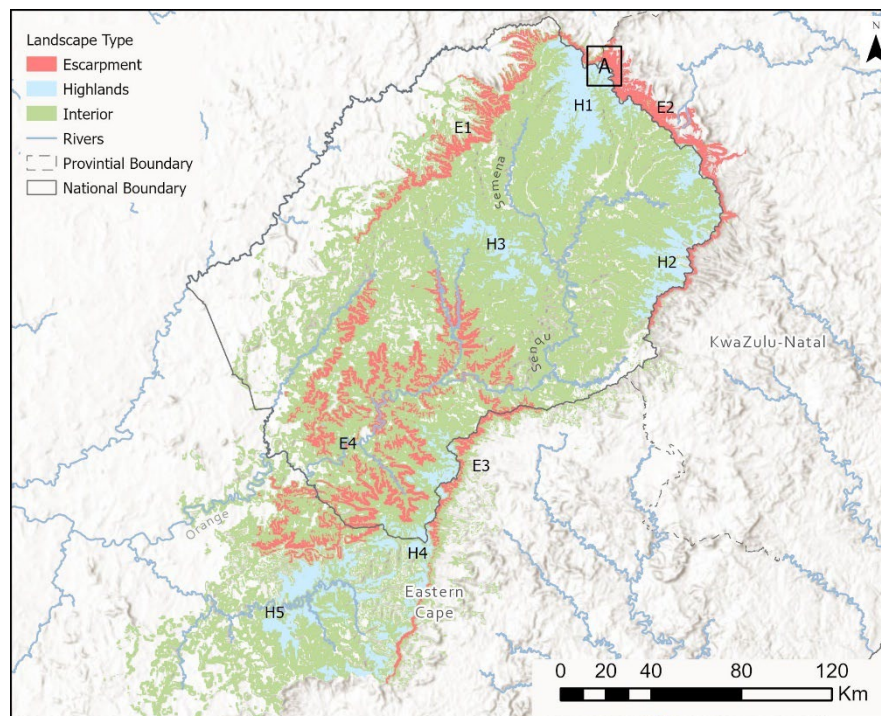 Landscape Type
Escarpment
Highlands
Interior
Rivers
Provintial Boundary
National Boundary
N
A
E1
H1
E2
Semena
H3
H2
Senqu
KwaZulu-Natal
E4
E3
Orange
H4
H5
Eastern
Cape
0 20 40 80 120
Km